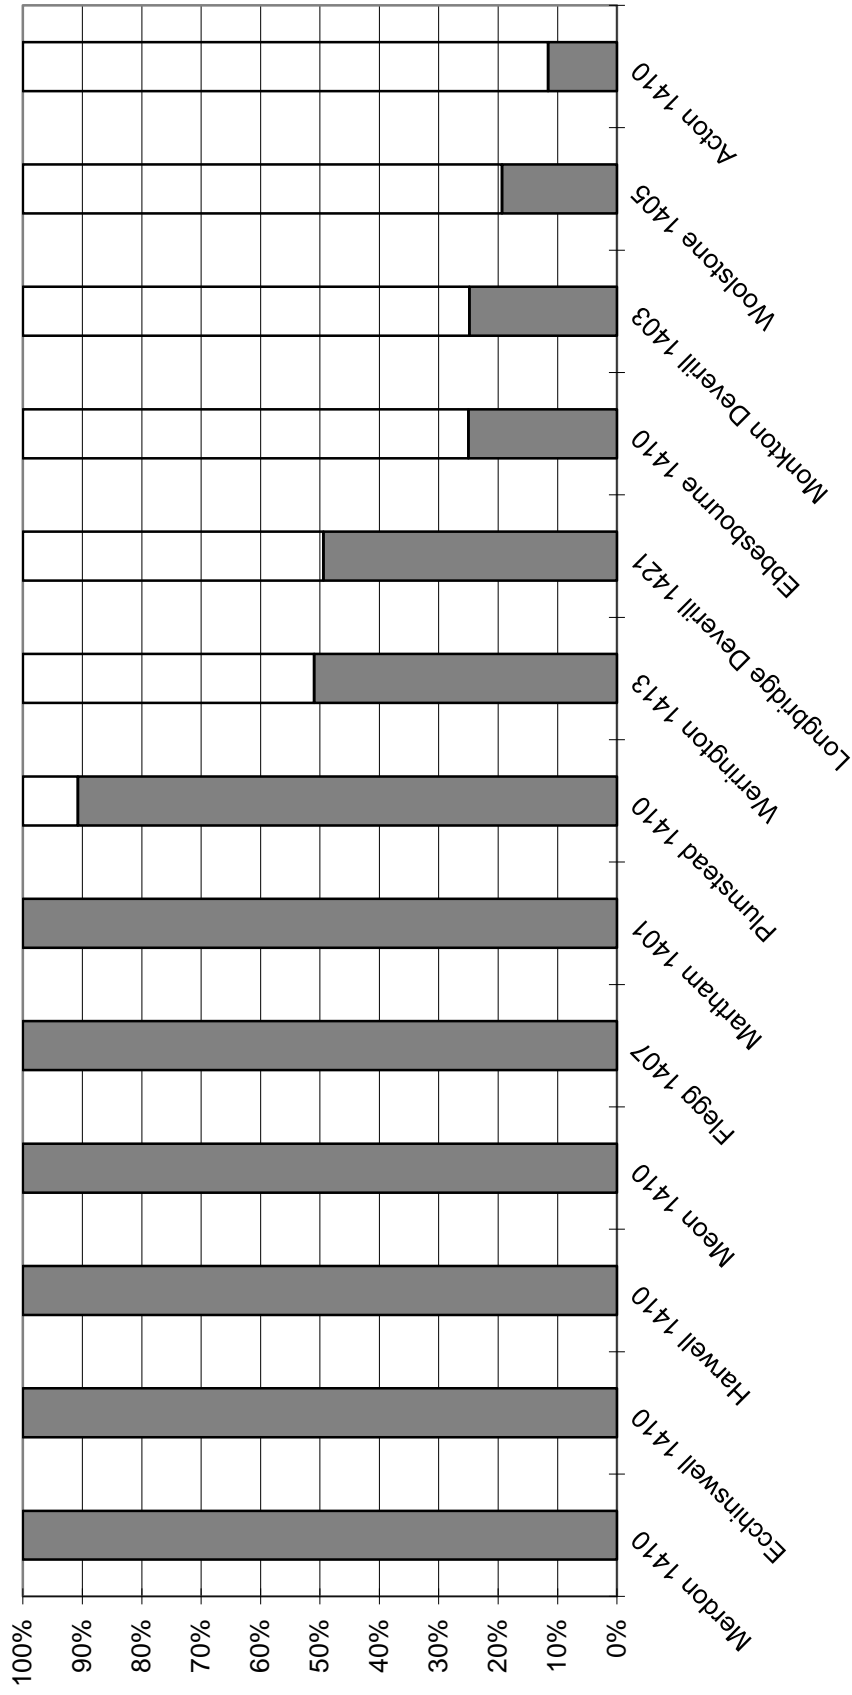 100%
90%
80%
70%
60%
50%
40%
30%
20%
10%
0%
Merdon 1410
Ecchinswell 1410
Harwell 1410
Meon 1410
Flegg 1407
Martham 1401
Plumstead 1410
Werrington 1413
Longbridge Deverill 1421
Ebbesbourne 1410
Monkton Deverill 1403
Woolstone 1405
Acton 1410